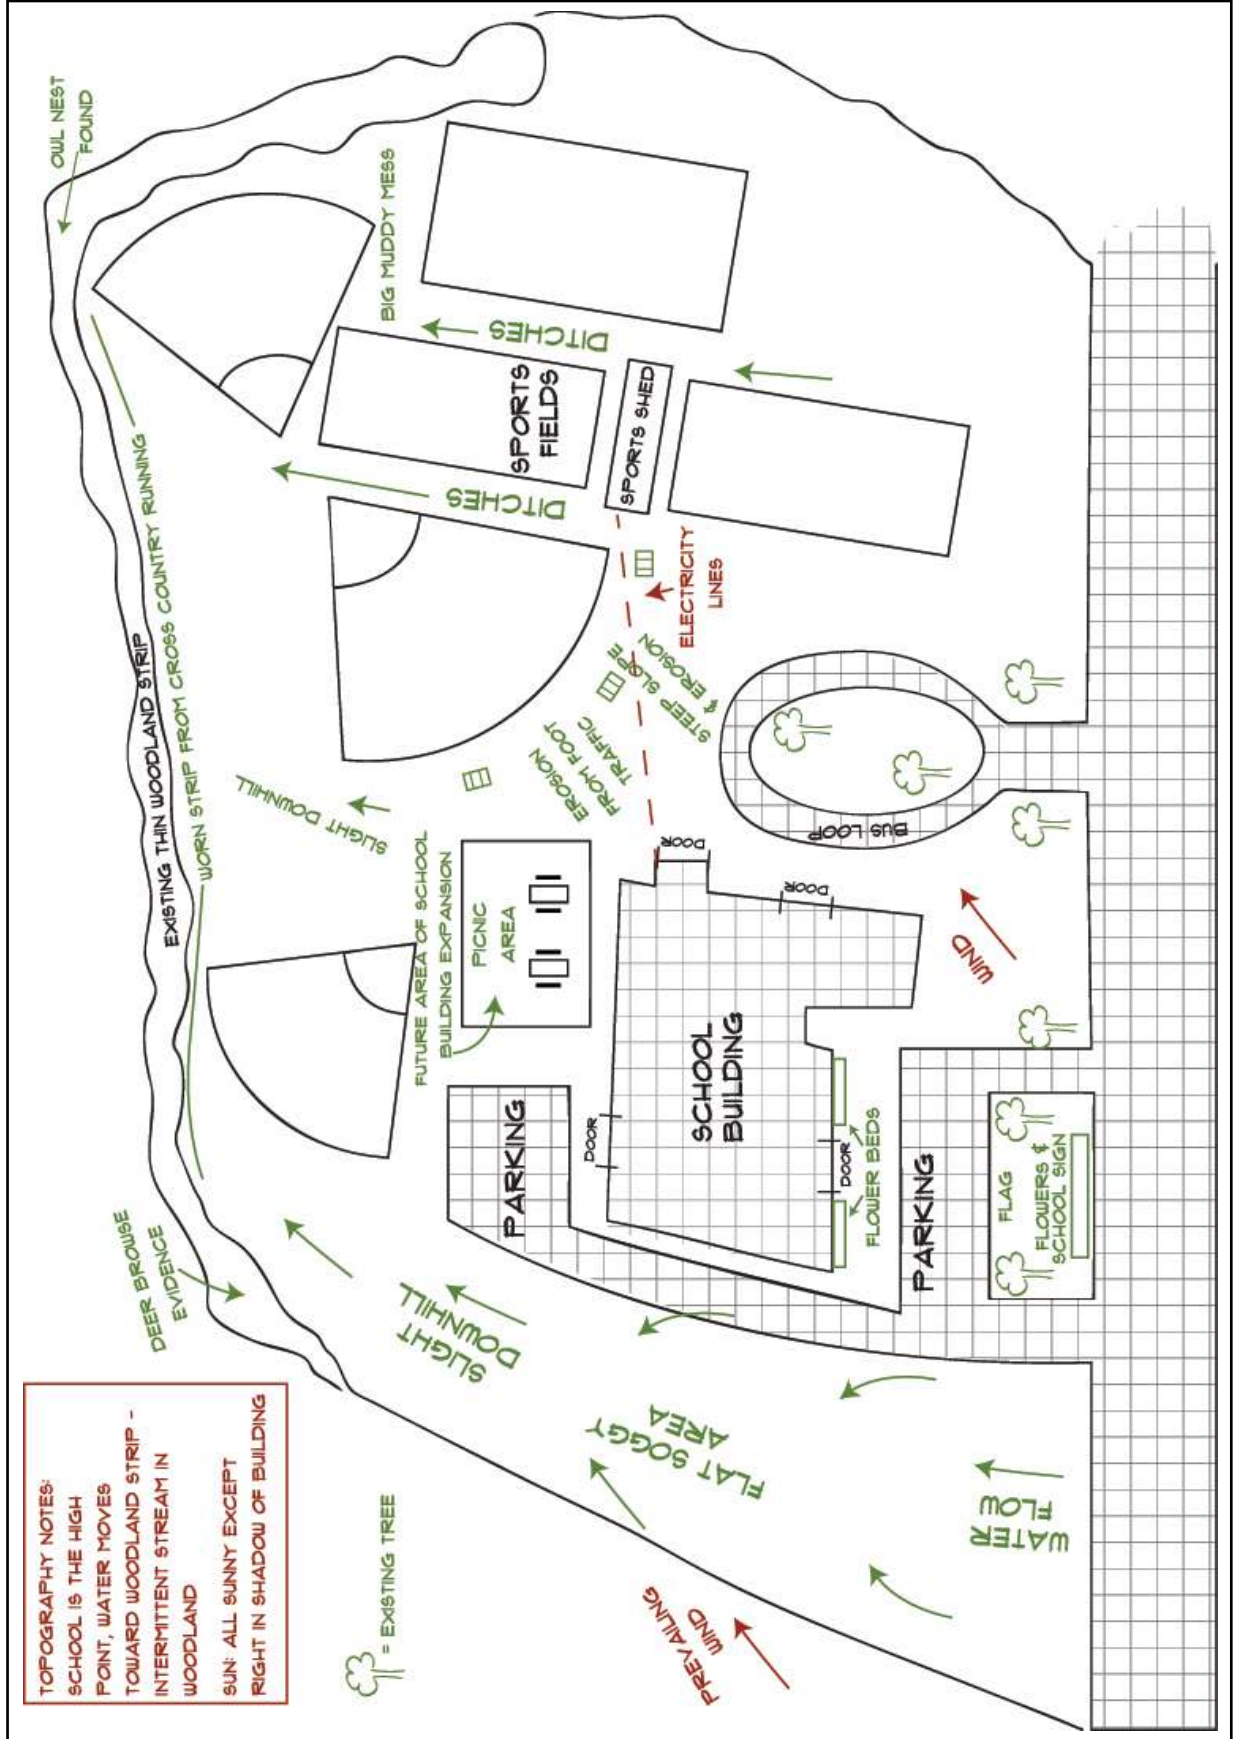 TOPOGRAPHY NOTES:
SCHOOL IS THE HIGH
POINT, WATER MOVES
TOWARD WOODLAND STRIP -
INTERMITTENT STREAM IN
WOODLAND
SUN: ALL SUNNY EXCEPT
RIGHT IN SHADOW OF BUILDING
DEER BROWSE
EVIDENCE
EXISTING THIN WOODLAND STRIP
WORN STRIP FROM CROSS COUNTRY RUNNING
OWL NEST
FOUND
= EXISTING TREE
SLIGHT
DOWNHILL
SLIGHT DOWNHILL
BIG MUDDY MESS
DITCHES
DITCHES
SPORTS
FIELDS
SPORTS SHED
FUTURE AREA OF SCHOOL
BUILDING EXPANSION
PICNIC
AREA
EROSION
FROM FOOT
TRAFFIC
STEEP SLOPE
& EROSION
ELECTRICITY
LINES
FLAT SOGGY
AREA
PARKING
DOOR
SCHOOL
BUILDING
DOOR
DOOR
BUS LOOP
DOOR
FLOWER BEDS
PREVAILING
WIND
WIND
PARKING
FLAG
FLOWERS &
SCHOOL SIGN
WATER
FLOW